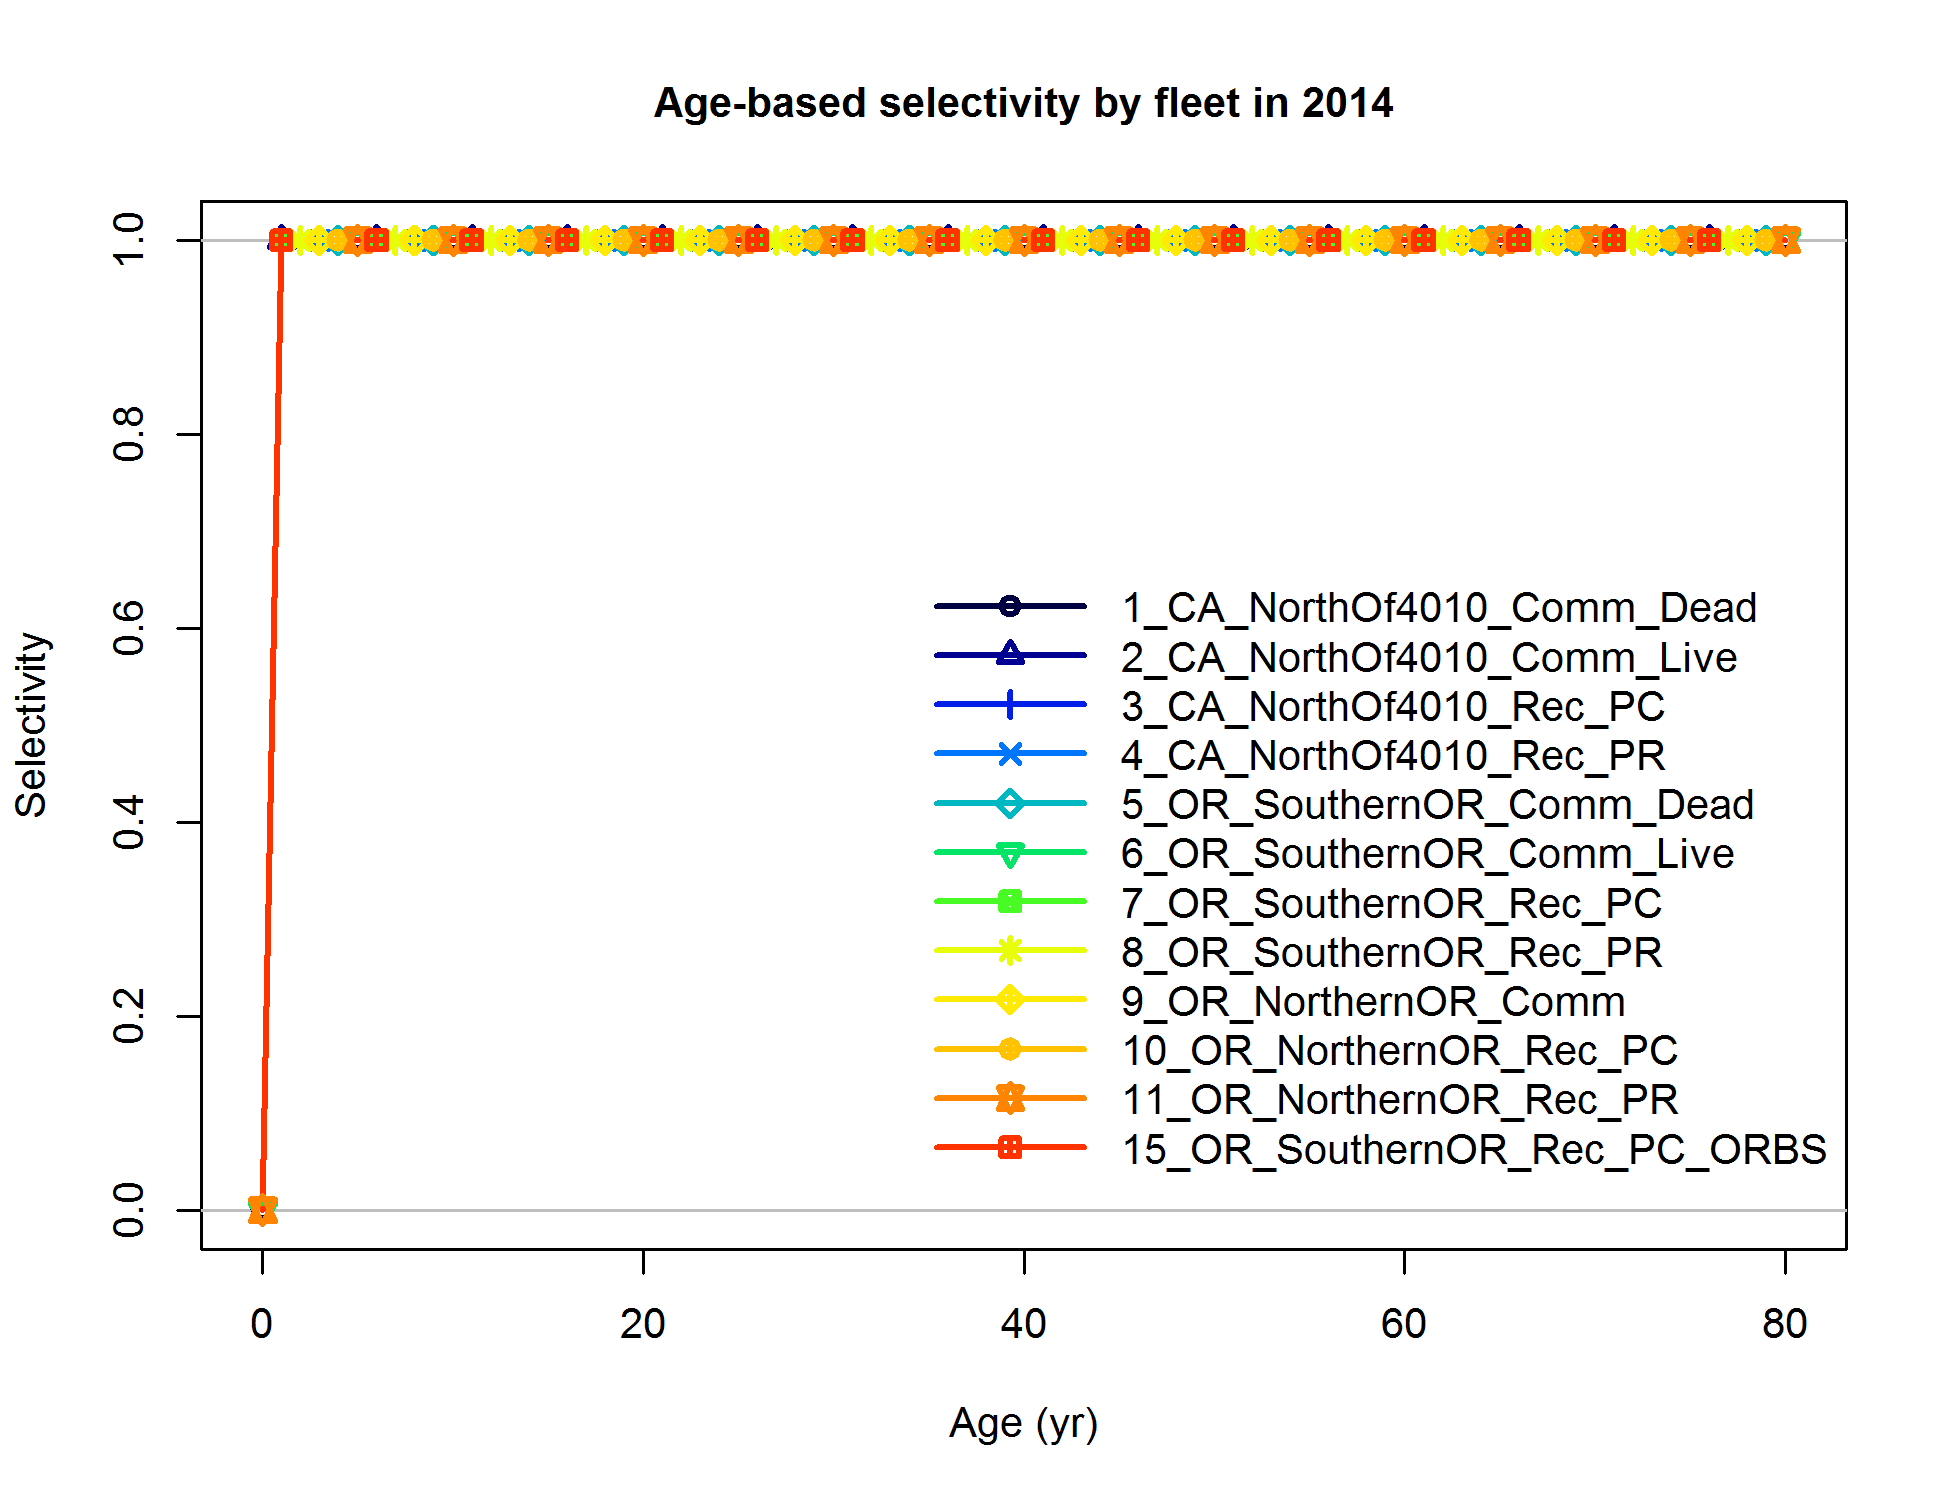 Age-based selectivity by fleet in 2014
Selectivity
1.0
0.8
0.6
0.4
0.2
0.0
1_CA_NorthOf4010_Comm_Dead
2_CA_NorthOf4010_Comm_Live
3_CA_NorthOf4010_Rec_PC
4_CA_NorthOf4010_Rec_PR
5_OR_SouthernOR_Comm_Dead
6_OR_SouthernOR_Comm_Live
7_OR_SouthernOR_Rec_PC
8_OR_SouthernOR_Rec_PR
9_OR_NorthernOR_Comm
10_OR_NorthernOR_Rec_PC
11_OR_NorthernOR_Rec_PR
15_OR_SouthernOR_Rec_PC_ORBS
0 20 40 60 80
Age (yr)